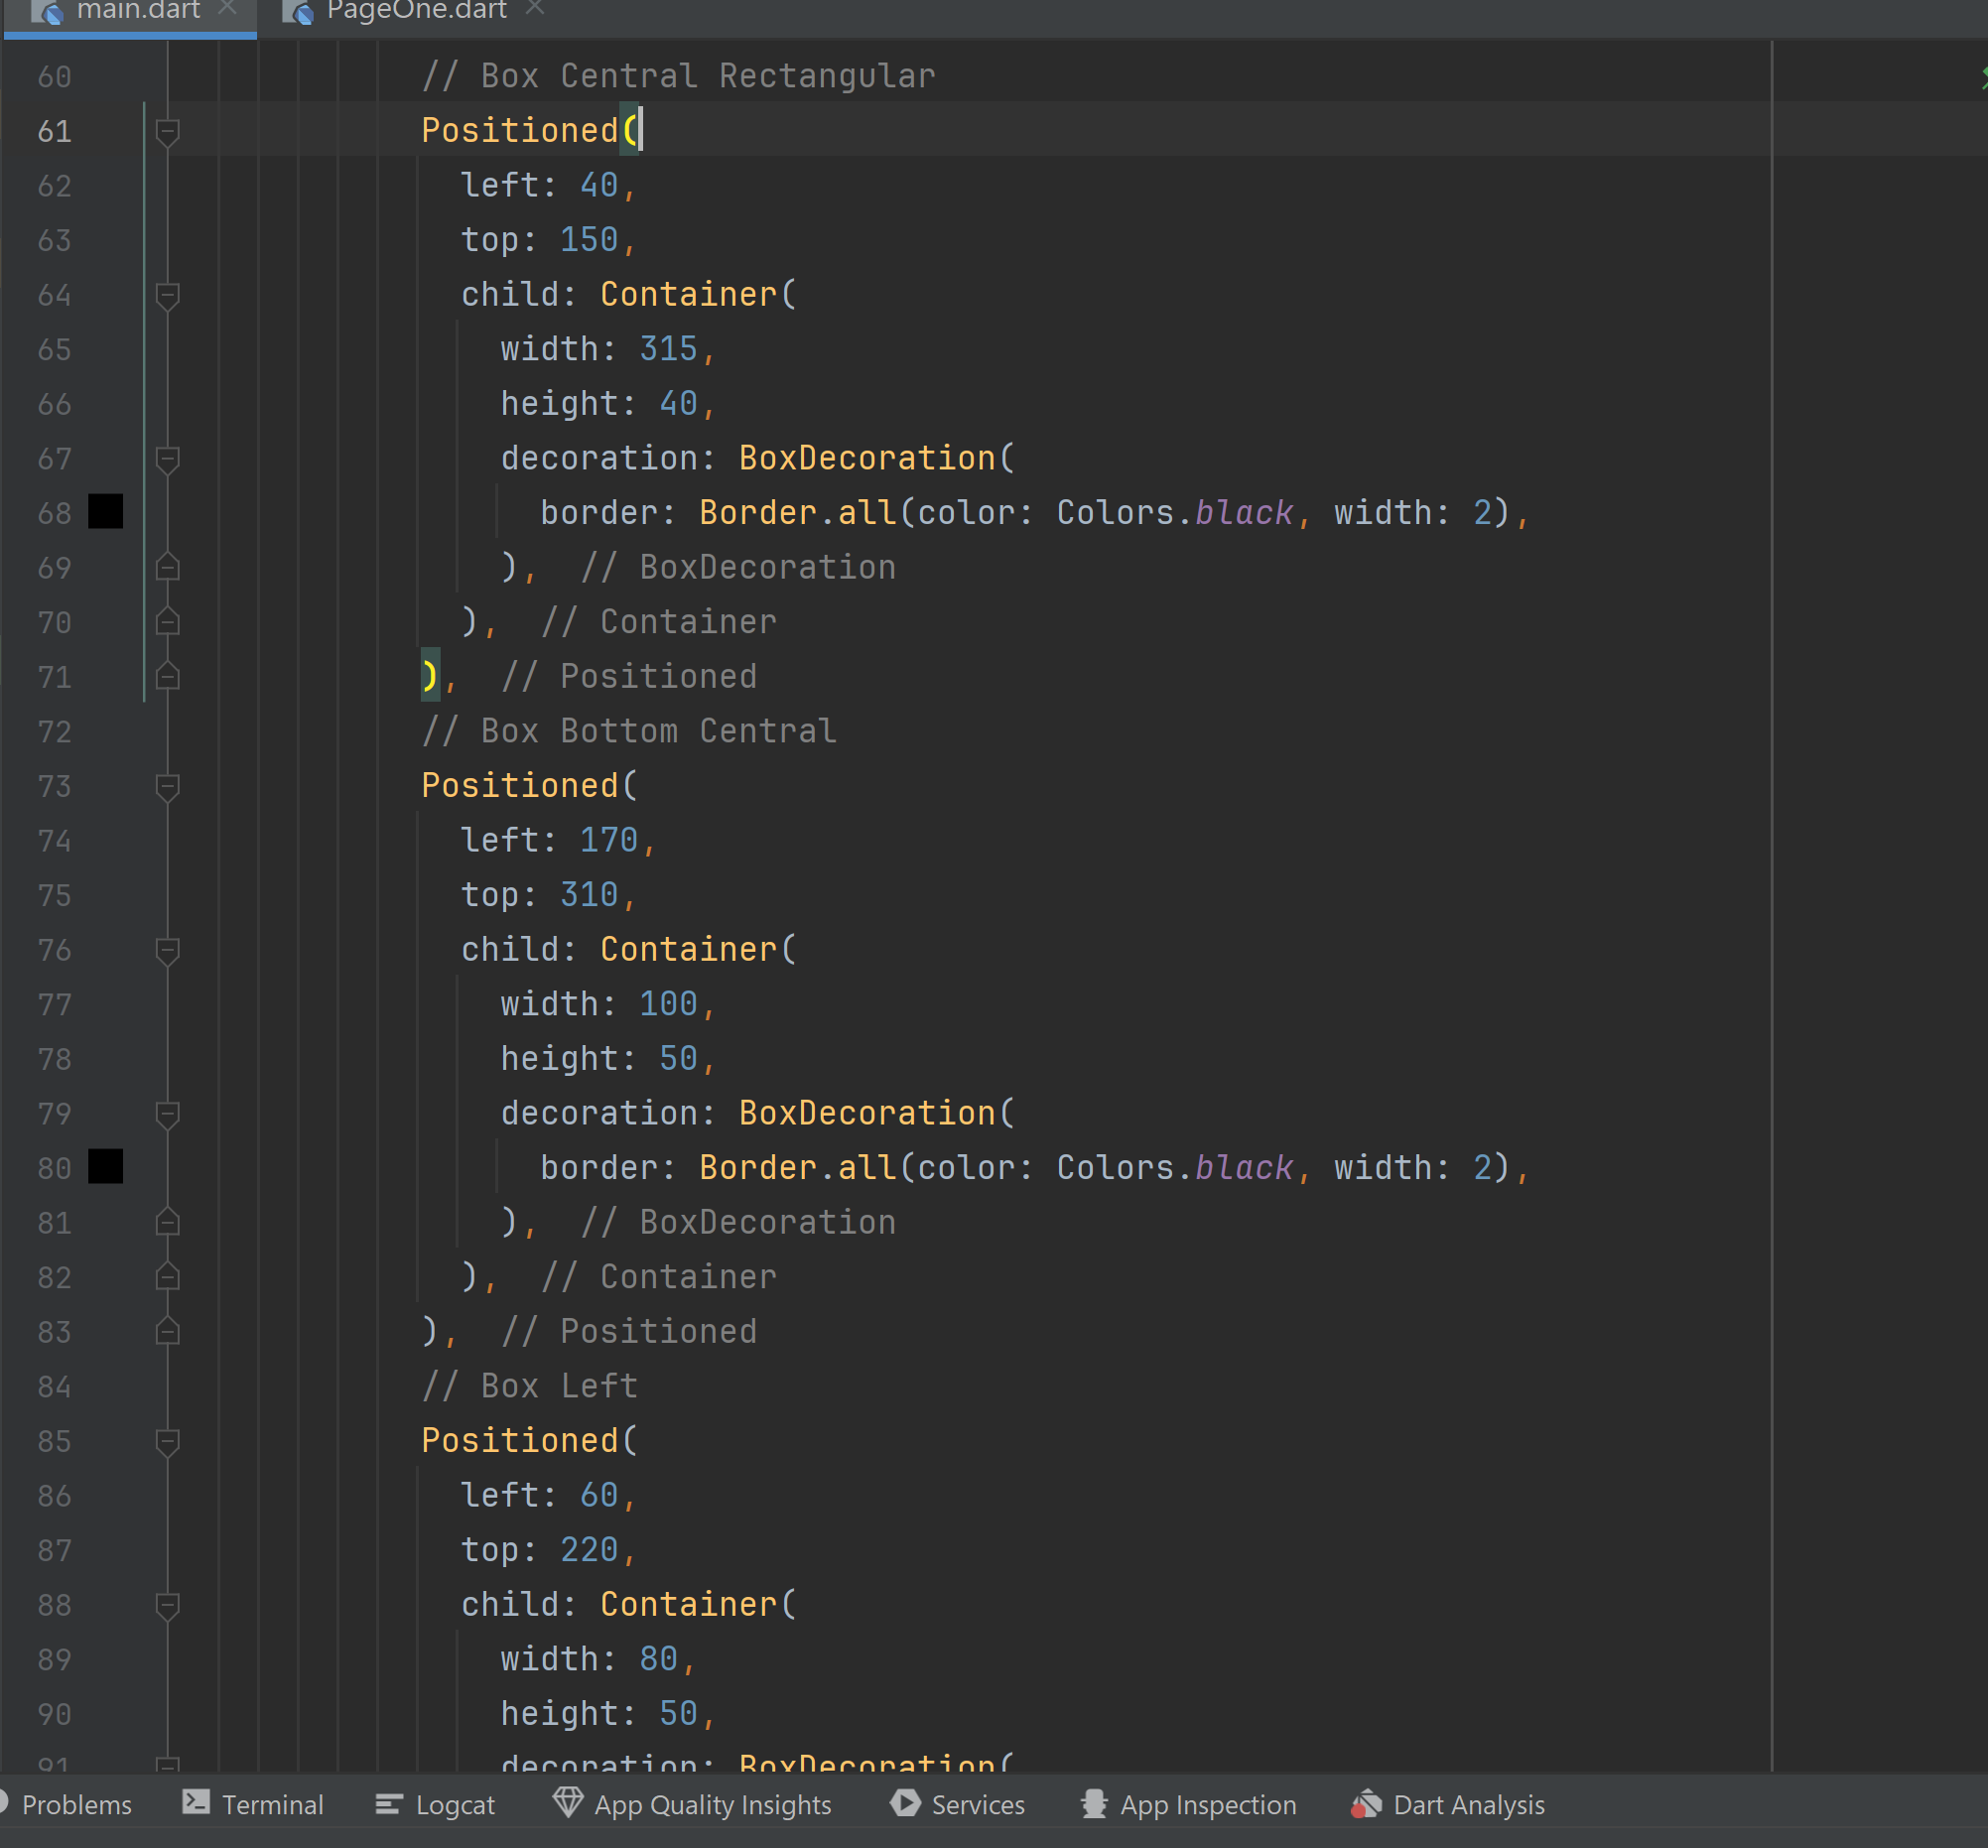 main.dart PageOne.dart
60 // Box Central Rectangular
61 Positioned(
62 left: 40,
63 top: 150,
64 child: Container(
65 width: 315,
66 height: 40,
67 decoration: BoxDecoration(
68 border: Border.all(color: Colors.black, width: 2),
69 ), // BoxDecoration
70 ), // Container
71 ), // Positioned
72 // Box Bottom Central
73 Positioned(
74 left: 170,
75 top: 310,
76 child: Container(
77 width: 100,
78 height: 50,
79 decoration: BoxDecoration(
80 border: Border.all(color: Colors.black, width: 2),
81 ), // BoxDecoration
82 ), // Container
83 ), // Positioned
84 // Box Left
85 Positioned(
86 left: 60,
87 top: 220,
88 child: Container(
89 width: 80,
90 height: 50,
91 decoration: BoxDecoration(
Problems Terminal Logcat App Quality Insights Services App Inspection Dart Analysis